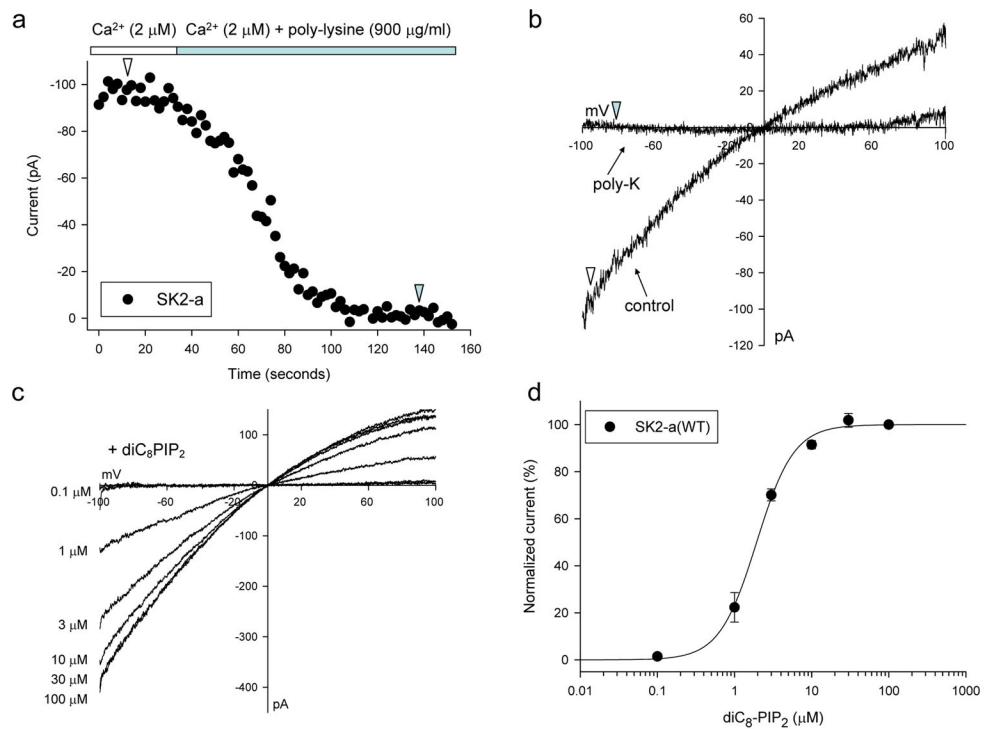 a
Ca²⁺ (2 μM)
Ca²⁺ (2 μM) + poly-lysine (900 μg/ml)
-100
-80
-60
-40
-20
0
Current (pA)
SK2-a
0 20 40 60 80 100 120 140 160
Time (seconds)
b
60
40
20
0
-20
-40
-60
-80
-100
-120
mV
-100 -60 -20 20 60 100
poly-K
control
pA
c
+ diC₈PIP₂
mV
100
0
-100
-200
-300
-400
-100 -60 -20 20 60 100
0.1 μM
1 μM
3 μM
10 μM
30 μM
100 μM
pA
d
SK2-a(WT)
100
80
60
40
20
0
Normalized current (%)
0.01 0.1 1 10 100 1000
diC₈-PIP₂ (μM)